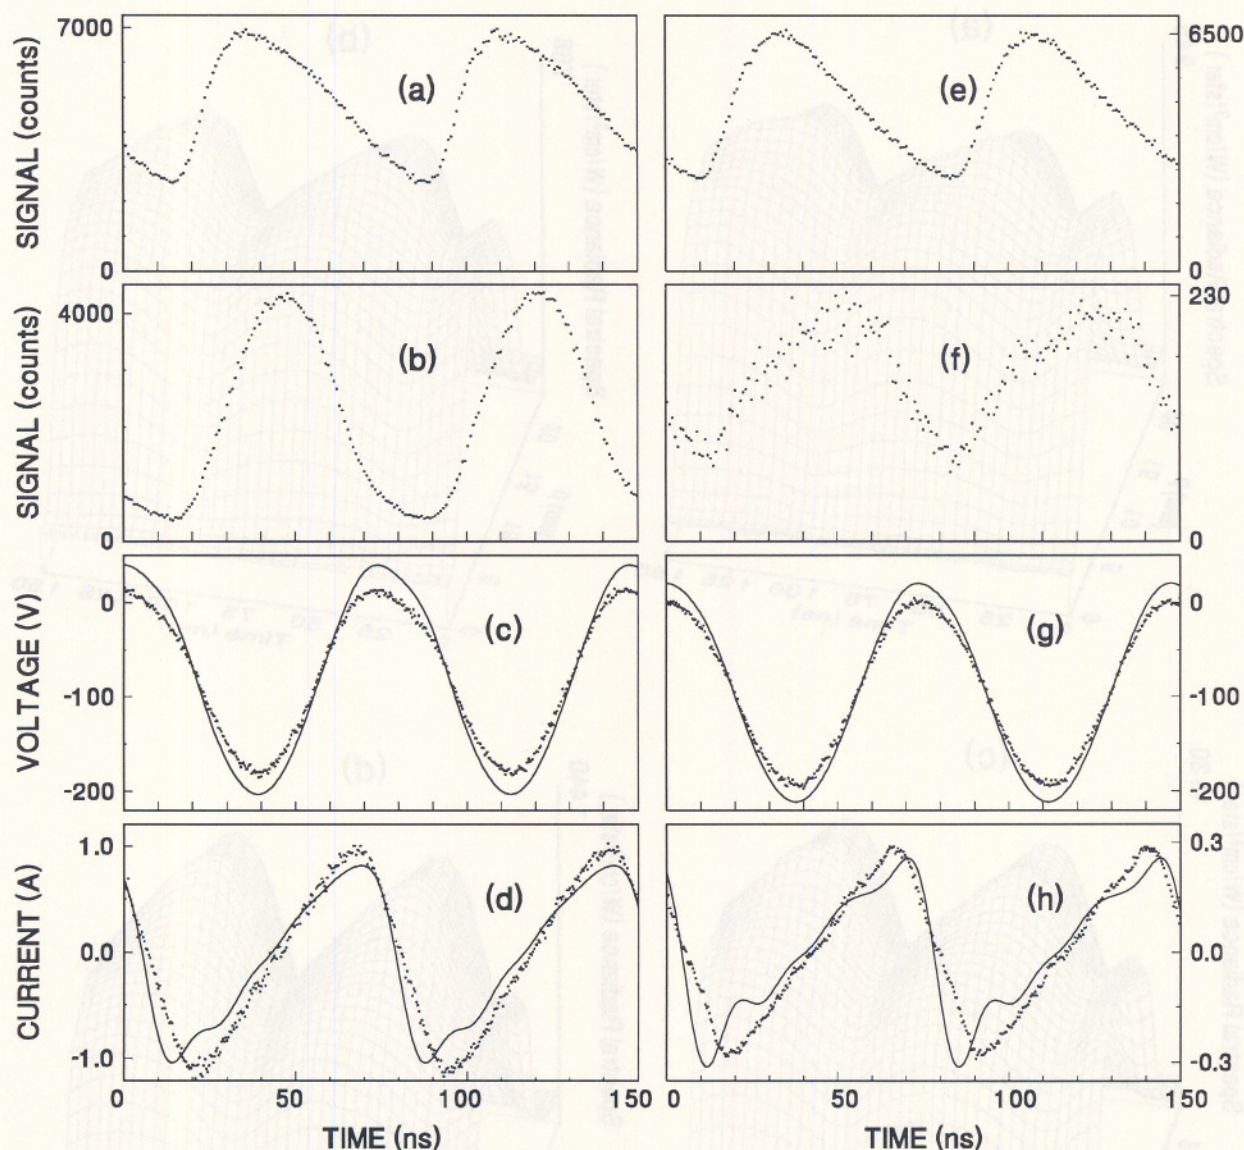 7000
SIGNAL (counts)
(a)
0
(e)
6500
0
4000
SIGNAL (counts)
(b)
0
(f)
230
0
0
-100
-200
VOLTAGE (V)
(c)
(g)
0
-100
-200
1.0
0.0
-1.0
CURRENT (A)
(d)
(h)
0.3
0.0
-0.3
0 50 100 150
0 50 100 150
TIME (ns)
TIME (ns)